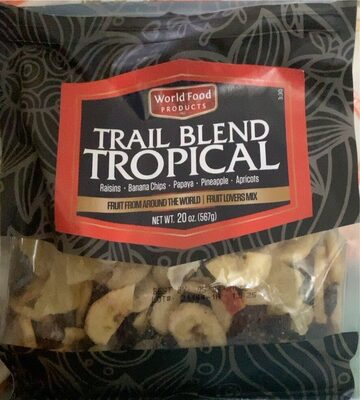 World Food
PRODUCTS
TRAIL BLEND
TROPICAL
Raisins · Banana Chips · Papaya · Pineapple · Apricots
FRUIT FROM AROUND THE WORLD | FRUIT LOVERS MIX
NET WT. 20 oz. (567g)